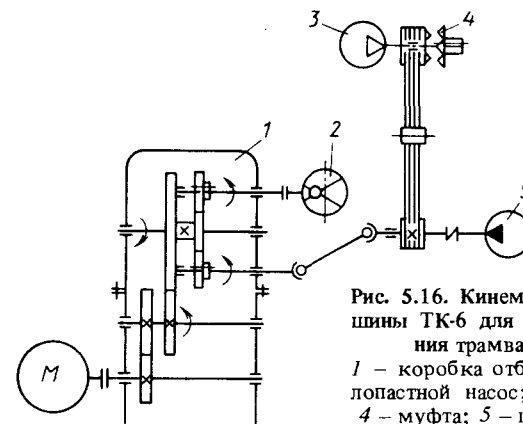 3
4
1
2
М
Рис. 5.16. Кинем
шины ТК-6 для
ния трамва
1 – коробка отб
лопастной насос;
4 – муфта; 5 –